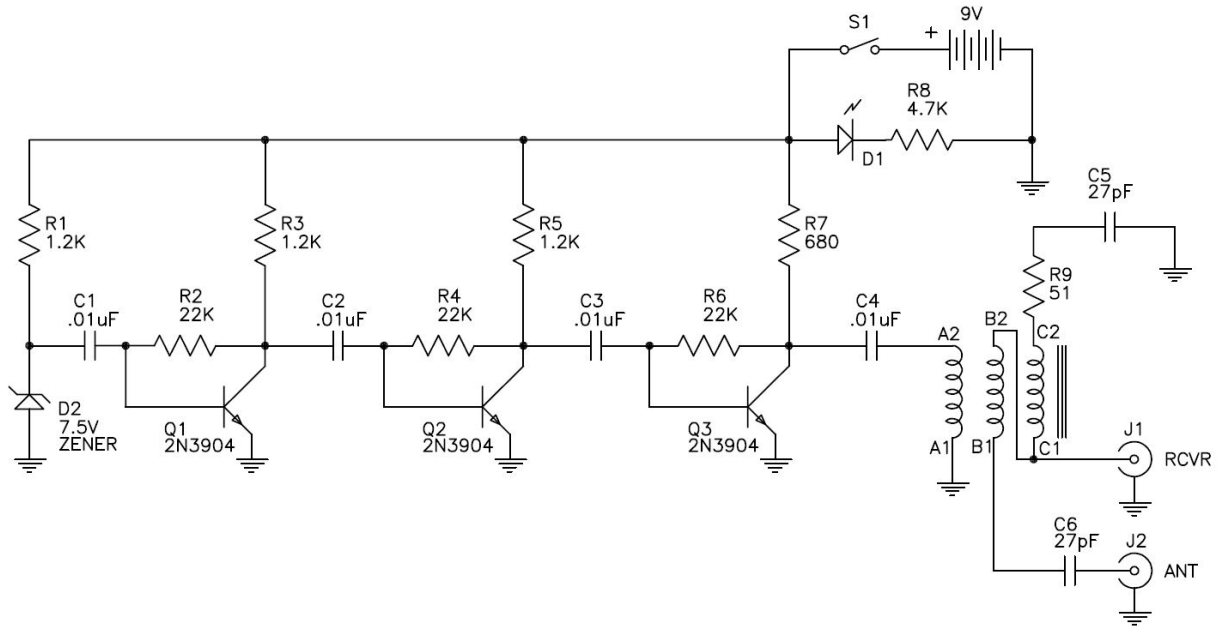 S1
+
9V
R8
4.7K
D1
C5
27pF
R1
1.2K
R3
1.2K
R5
1.2K
R7
680
R9
51
C1
.01uF
R2
22K
C2
.01uF
R4
22K
C3
.01uF
R6
22K
C4
.01uF
A2
B2
C2
D2
7.5V
ZENER
Q1
2N3904
Q2
2N3904
Q3
2N3904
A1
B1
C1
J1
RCVR
C6
27pF
J2
ANT